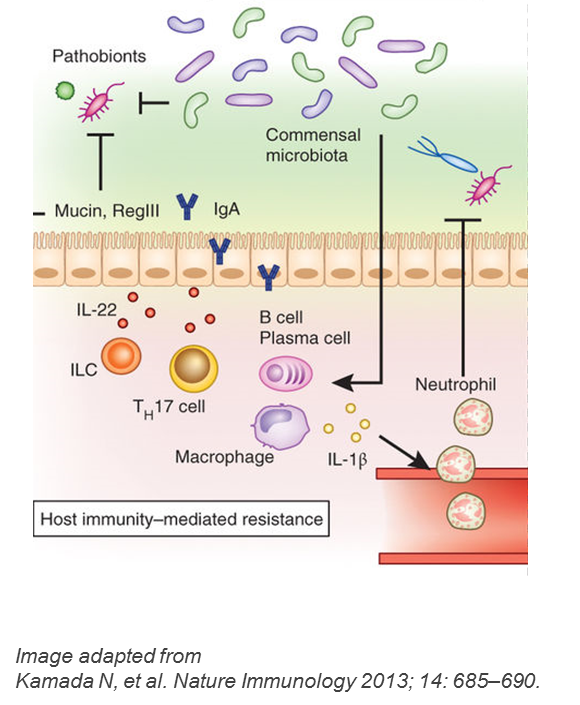 Pathobionts
Commensal
microbiota
Mucin, RegIII
IgA
IL-22
B cell
Plasma cell
ILC
Neutrophil
TH17 cell
Macrophage
IL-1β
Host immunity–mediated resistance
Image adapted from
Kamada N, et al. Nature Immunology 2013; 14: 685–690.